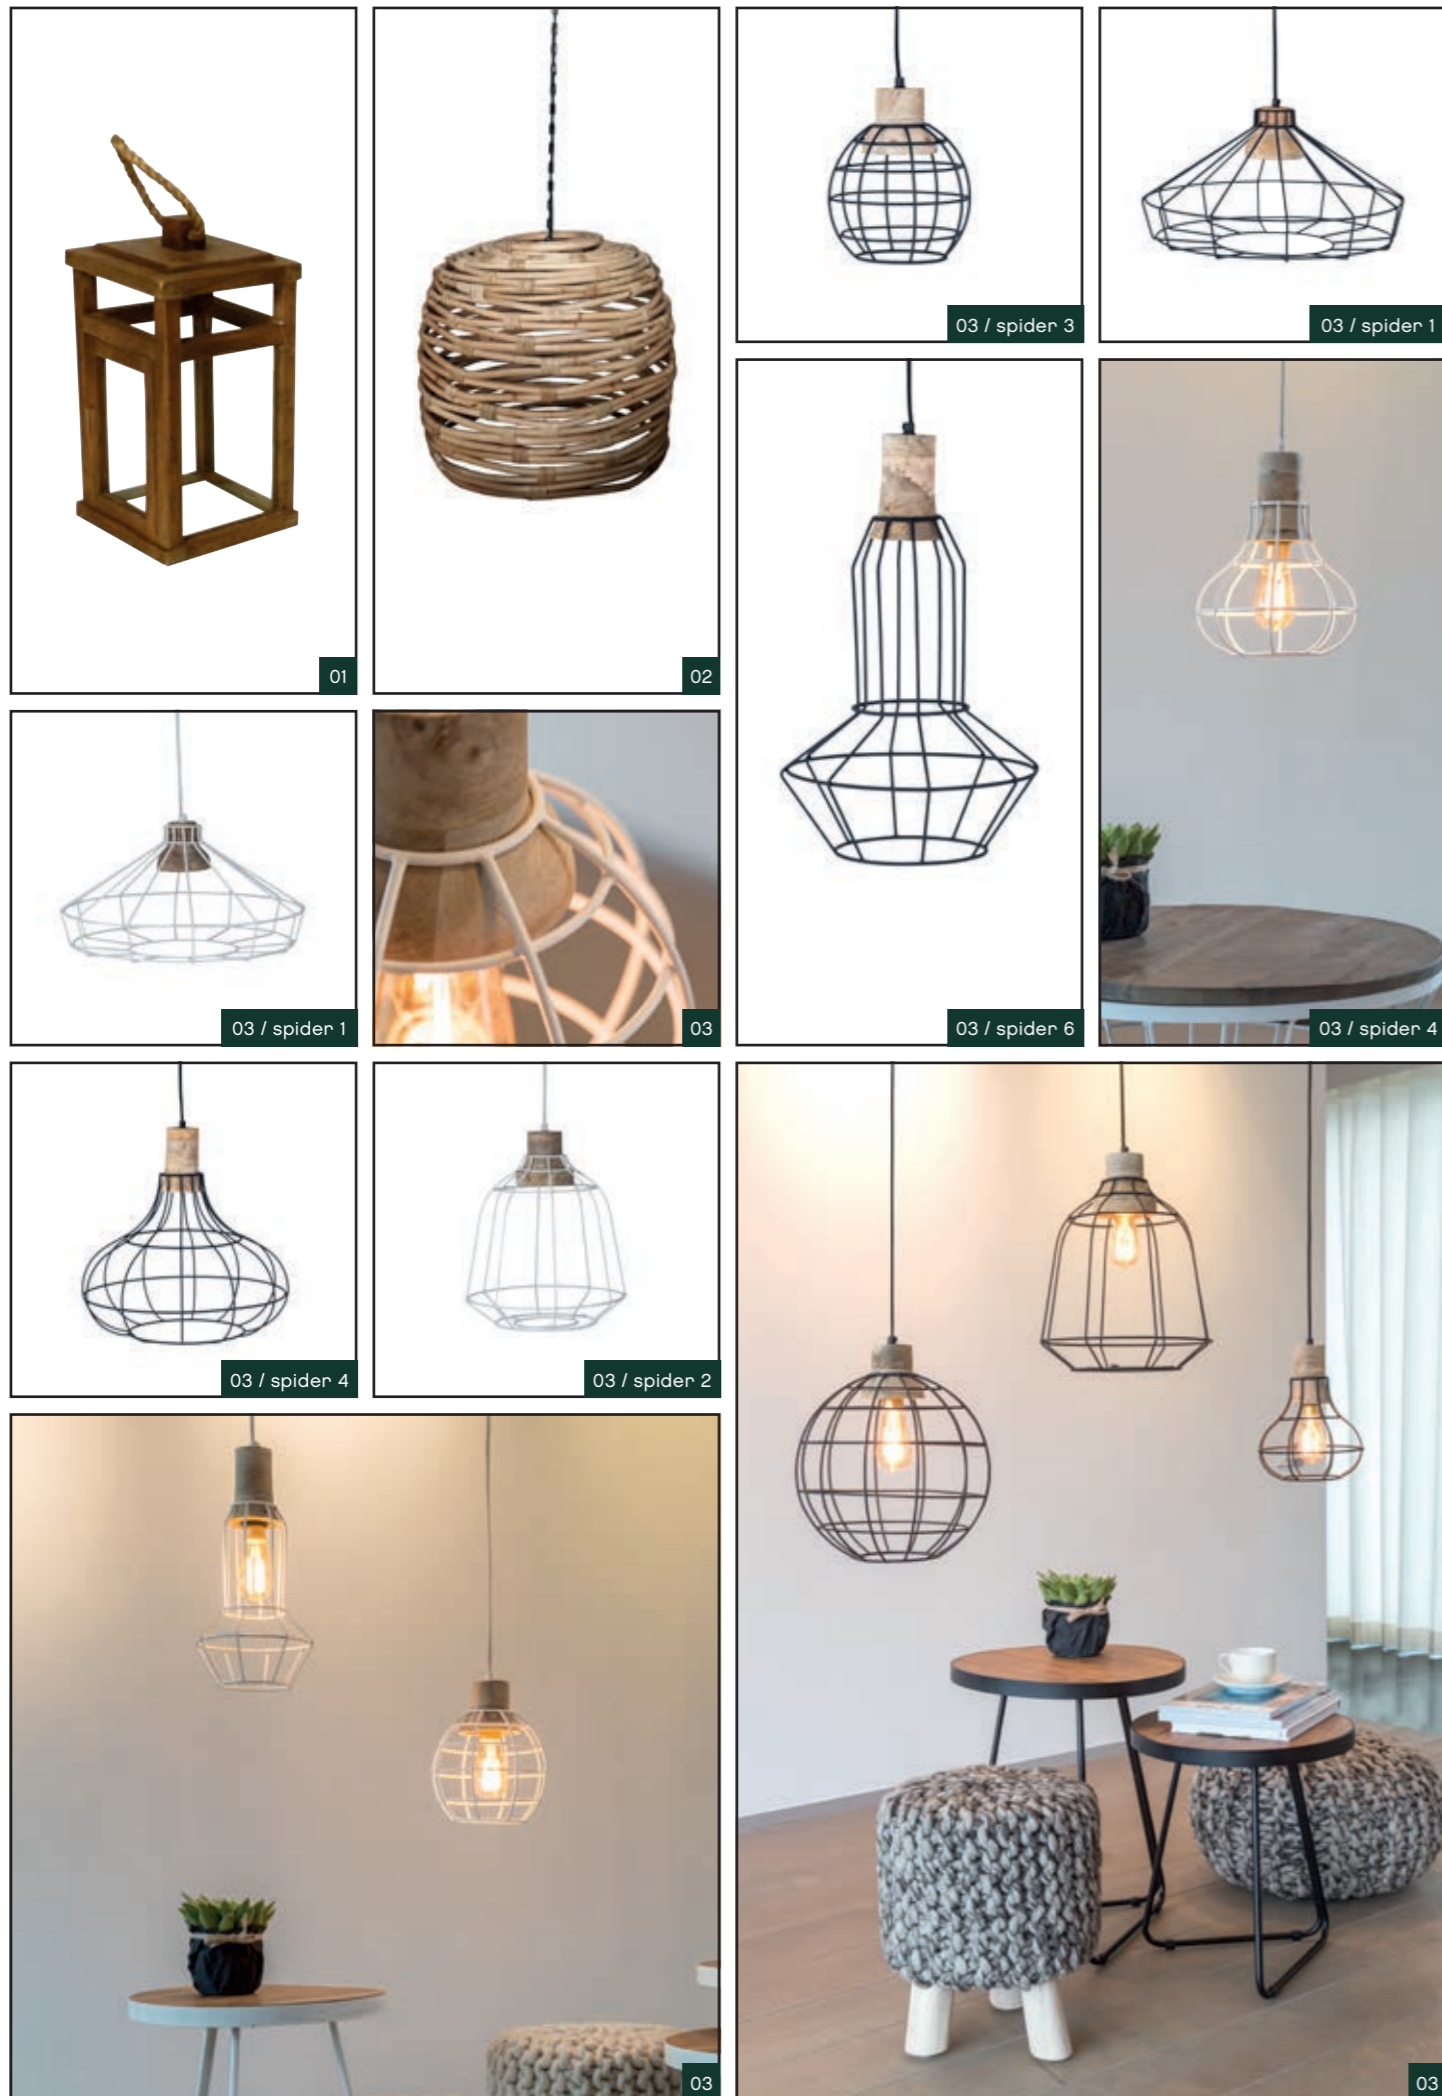 03 / spider 3
03 / spider 1
01
02
03 / spider 1
03
03 / spider 6
03 / spider 4
03 / spider 4
03 / spider 2
03
03